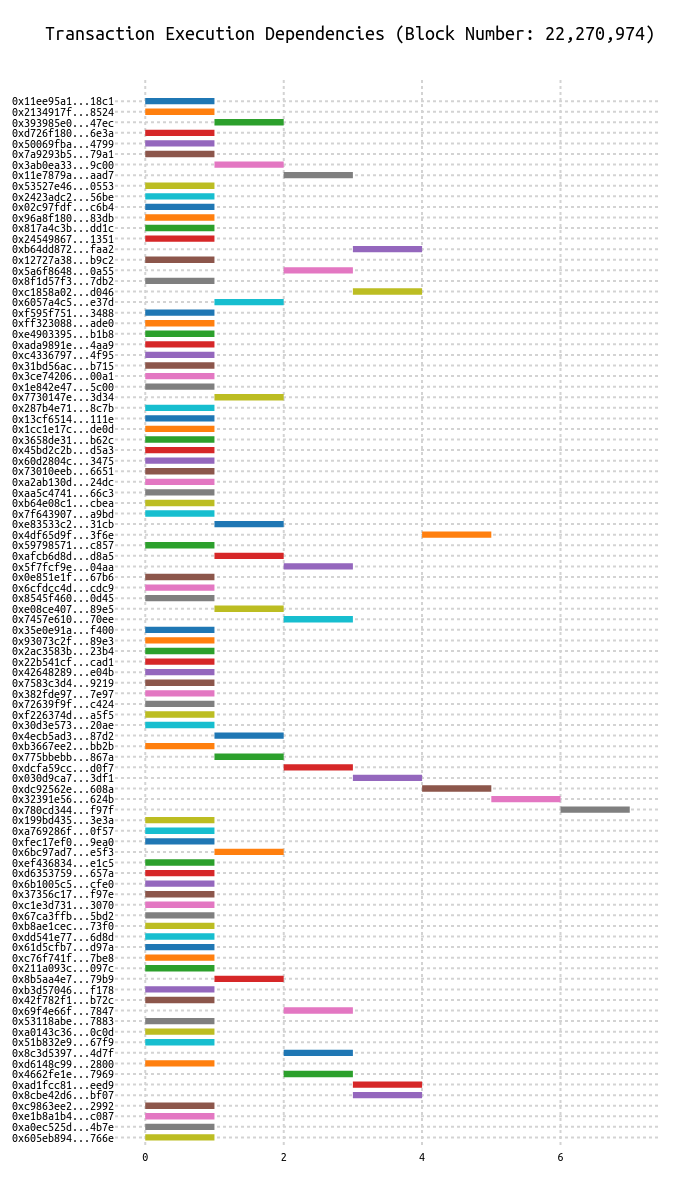 Transaction Execution Dependencies (Block Number: 22,270,974)
0x11ee95a1...18c1
0x2134917f...8524
0x393985e0...47ec
0xd726f180...6e3a
0x50069fba...4799
0x7a9293b5...79a1
0x3ab0ea33...9c00
0x11e7879a...aad7
0x53527e46...0553
0x2423adc2...56be
0x02c97fdf...c6b4
0x96a8f180...83db
0x817a4c3b...dd1c
0x24549867...1351
0xb64dd872...faa2
0x12727a38...b9c2
0x5a6f8648...0a55
0x8f1d57f3...7db2
0xc1858a02...d046
0x6057a4c5...e37d
0xf595f751...3488
0xff323088...ade0
0xe4903395...b1b8
0xada9891e...4aa9
0xc4336797...4f95
0x31bd56ac...b715
0x3ce74206...00a1
0x1e842e47...5c00
0x7730147e...3d34
0x287b4e71...8c7b
0x13cf6514...111e
0x1cc1e17c...de0d
0x3658de31...b62c
0x45bd2c2b...d5a3
0x60d2804c...3475
0x73010eeb...6651
0xa2ab130d...24dc
0xaa5c4741...66c3
0xb64e08c1...cbea
0x7f643907...a9bd
0xe83533c2...31cb
0x4df65d9f...3f6e
0x59798571...c857
0xafcb6d8d...d8a5
0x5f7fcf9e...04aa
0x0e851e1f...67b6
0x6cfdcc4d...cdc9
0x8545f460...0d45
0xe08ce407...89e5
0x7457e610...70ee
0x35e0e91a...f400
0x93073c2f...89e3
0x2ac3583b...23b4
0x22b541cf...cad1
0x42648289...e04b
0x7583c3d4...9219
0x382fde97...7e97
0x72639f9f...c424
0xf226374d...a5f5
0x30d3e573...20ae
0x4ecb5ad3...87d2
0xb3667ee2...bb2b
0x775bbebb...867a
0xdcfa59cc...d0f7
0x030d9ca7...3df1
0xdc92562e...608a
0x32391e56...624b
0x780cd344...f97f
0x199bd435...3e3a
0xa769286f...0f57
0xfec17ef0...9ea0
0x6bc97ad7...e5f3
0xef436834...e1c5
0xd6353759...657a
0x6b1005c5...cfe0
0x37356c17...f97e
0xc1e3d731...3070
0x67ca3ffb...5bd2
0xb8ae1cec...73f0
0xdd541e77...6d8d
0x61d5cfb7...d97a
0xc76f741f...7be8
0x211a093c...097c
0x8b5aa4e7...79b9
0xb3d57046...f178
0x42f782f1...b72c
0x69f4e66f...7847
0x53118abe...7883
0xa0143c36...0c0d
0x51b832e9...67f9
0x8c3d5397...4d7f
0xd6148c99...2800
0x4662fe1e...7969
0xad1fcc81...eed9
0x8cbe42d6...bf07
0xc9863ee2...2992
0xe1b8a1b4...c087
0xa0ec525d...4b7e
0x605eb894...766e
0 2 4 6